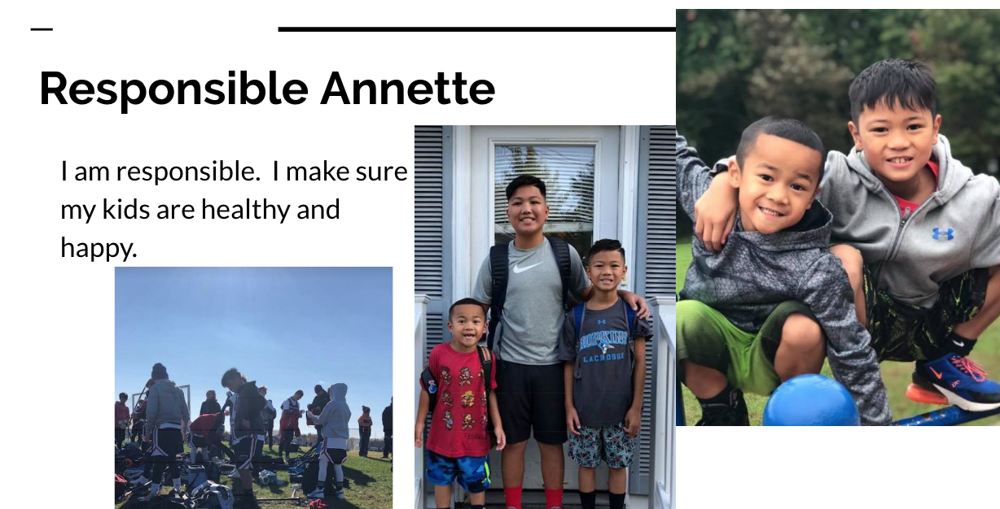 Responsible Annette
I am responsible.  I make sure
my kids are healthy and
happy.
HOPKINS
LACROSSE